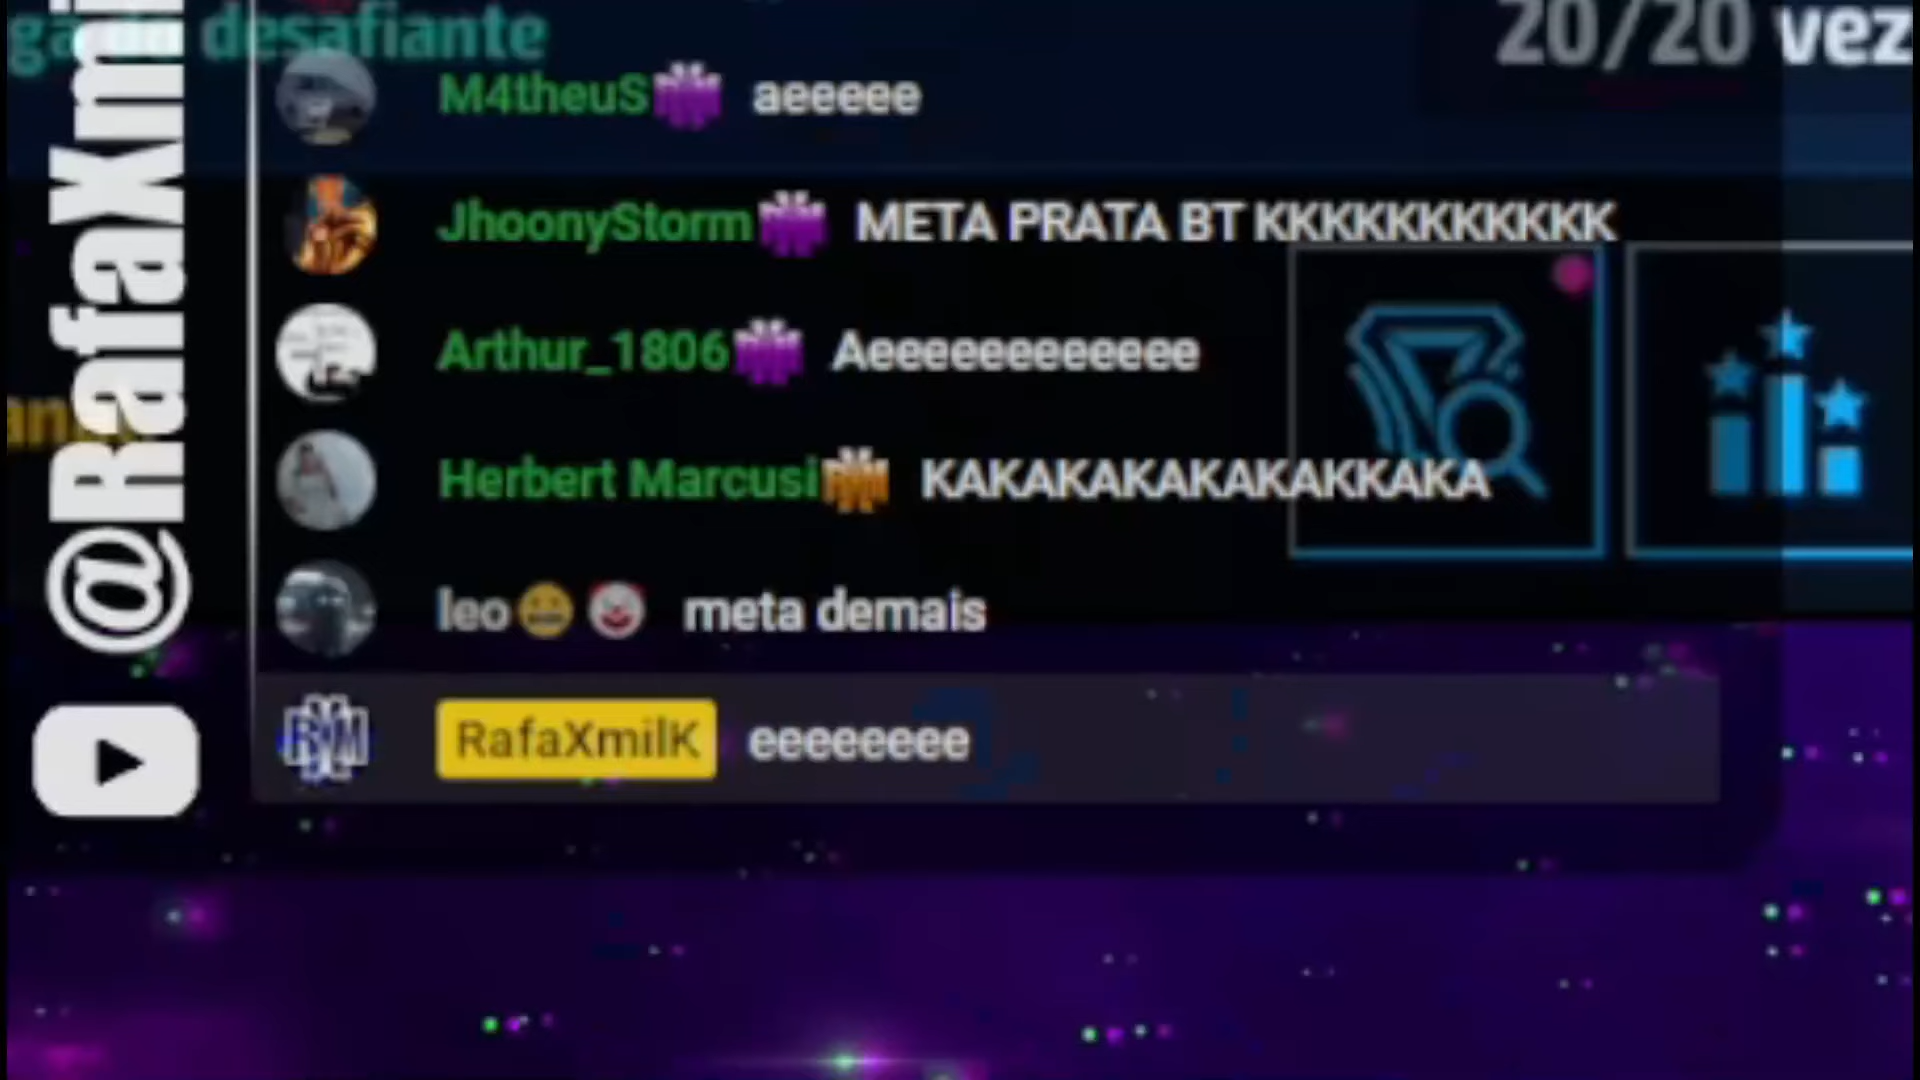 desafiante
20/20 vez
M4theuS aeeeee
JhoonyStorm META PRATA BT KKKKKKKKKKK
Arthur_1806 Aeeeeeeeeeeee
Herbert Marcusi KAKAKAKAKAKAKKAKA
leo😬🤡 meta demais
RafaXmilK eeeeeeee
@RafaXmil